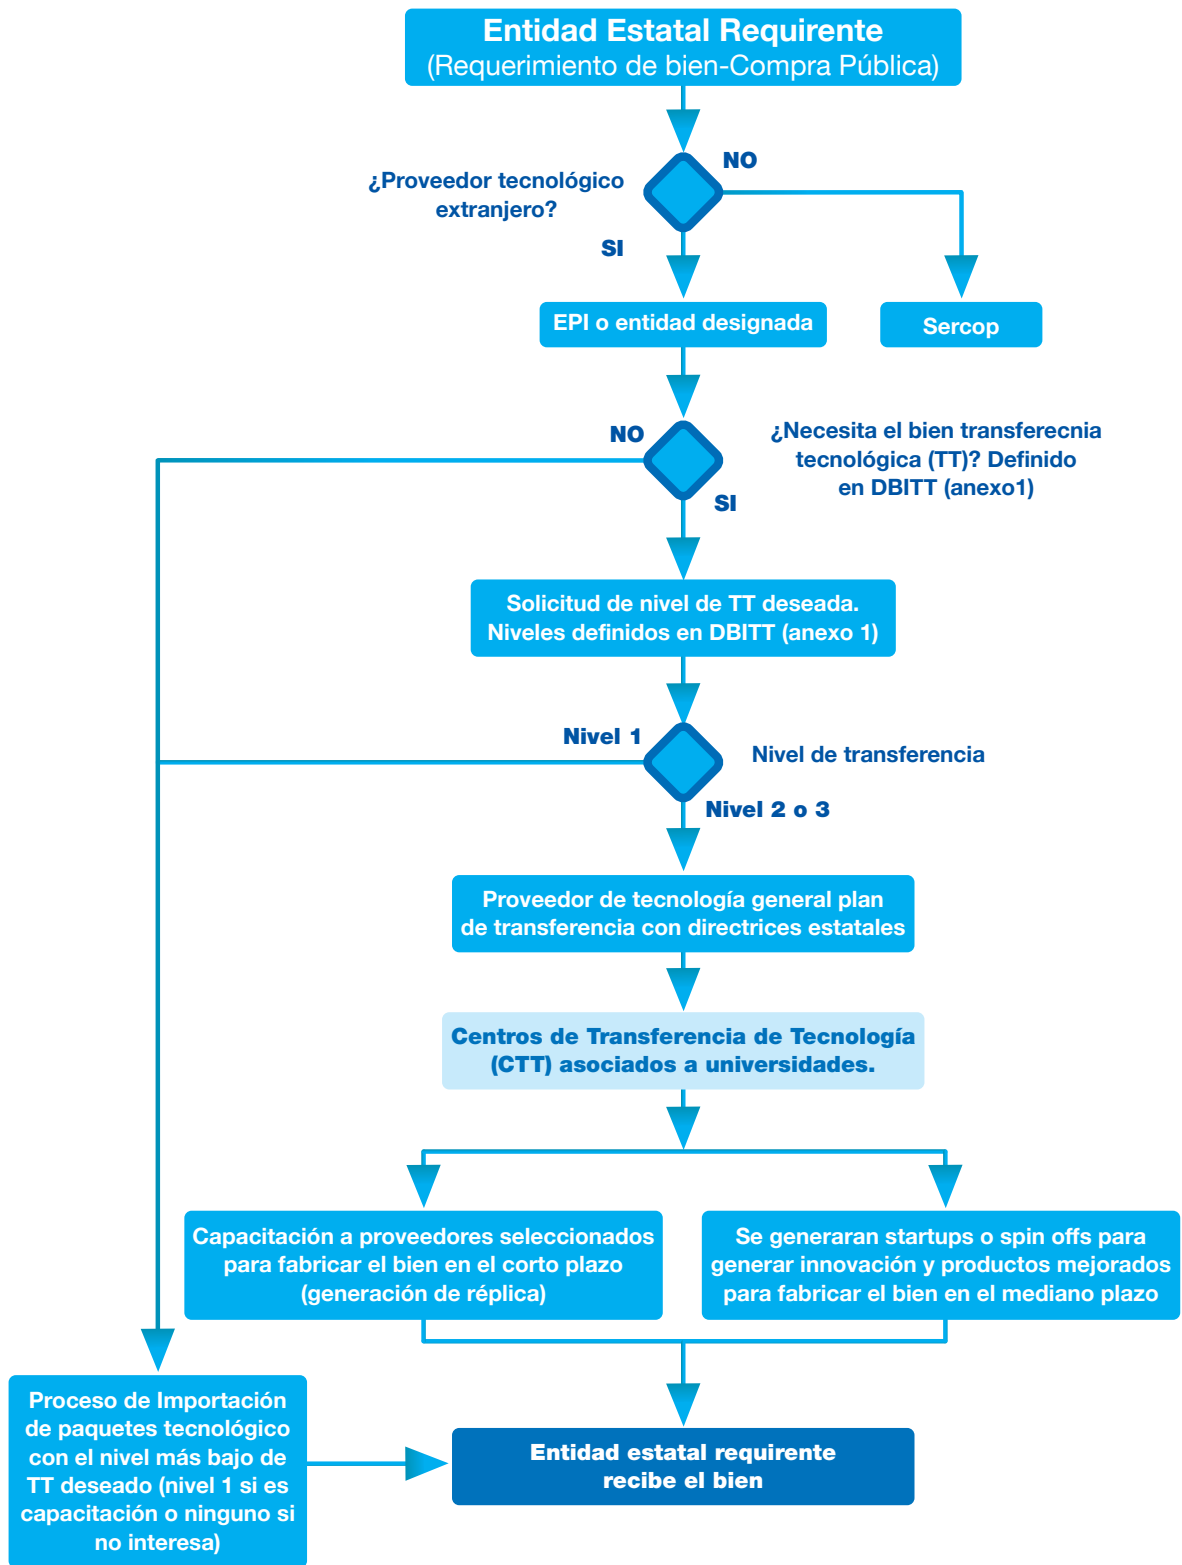 Entidad Estatal Requirente
(Requerimiento de bien-Compra Pública)
NO
¿Proveedor tecnológico
extranjero?
SI
EPI o entidad designada
Sercop
NO
¿Necesita el bien transferecnia
tecnológica (TT)? Definido
en DBITT (anexo1)
SI
Solicitud de nivel de TT deseada.
Niveles definidos en DBITT (anexo 1)
Nivel 1
Nivel de transferencia
Nivel 2 o 3
Proveedor de tecnología general plan
de transferencia con directrices estatales
Centros de Transferencia de Tecnología
(CTT) asociados a universidades.
Capacitación a proveedores seleccionados
para fabricar el bien en el corto plazo
(generación de réplica)
Se generaran startups o spin offs para
generar innovación y productos mejorados
para fabricar el bien en el mediano plazo
Proceso de Importación
de paquetes tecnológico
con el nivel más bajo de
TT deseado (nivel 1 si es
capacitación o ninguno si
no interesa)
Entidad estatal requirente
recibe el bien